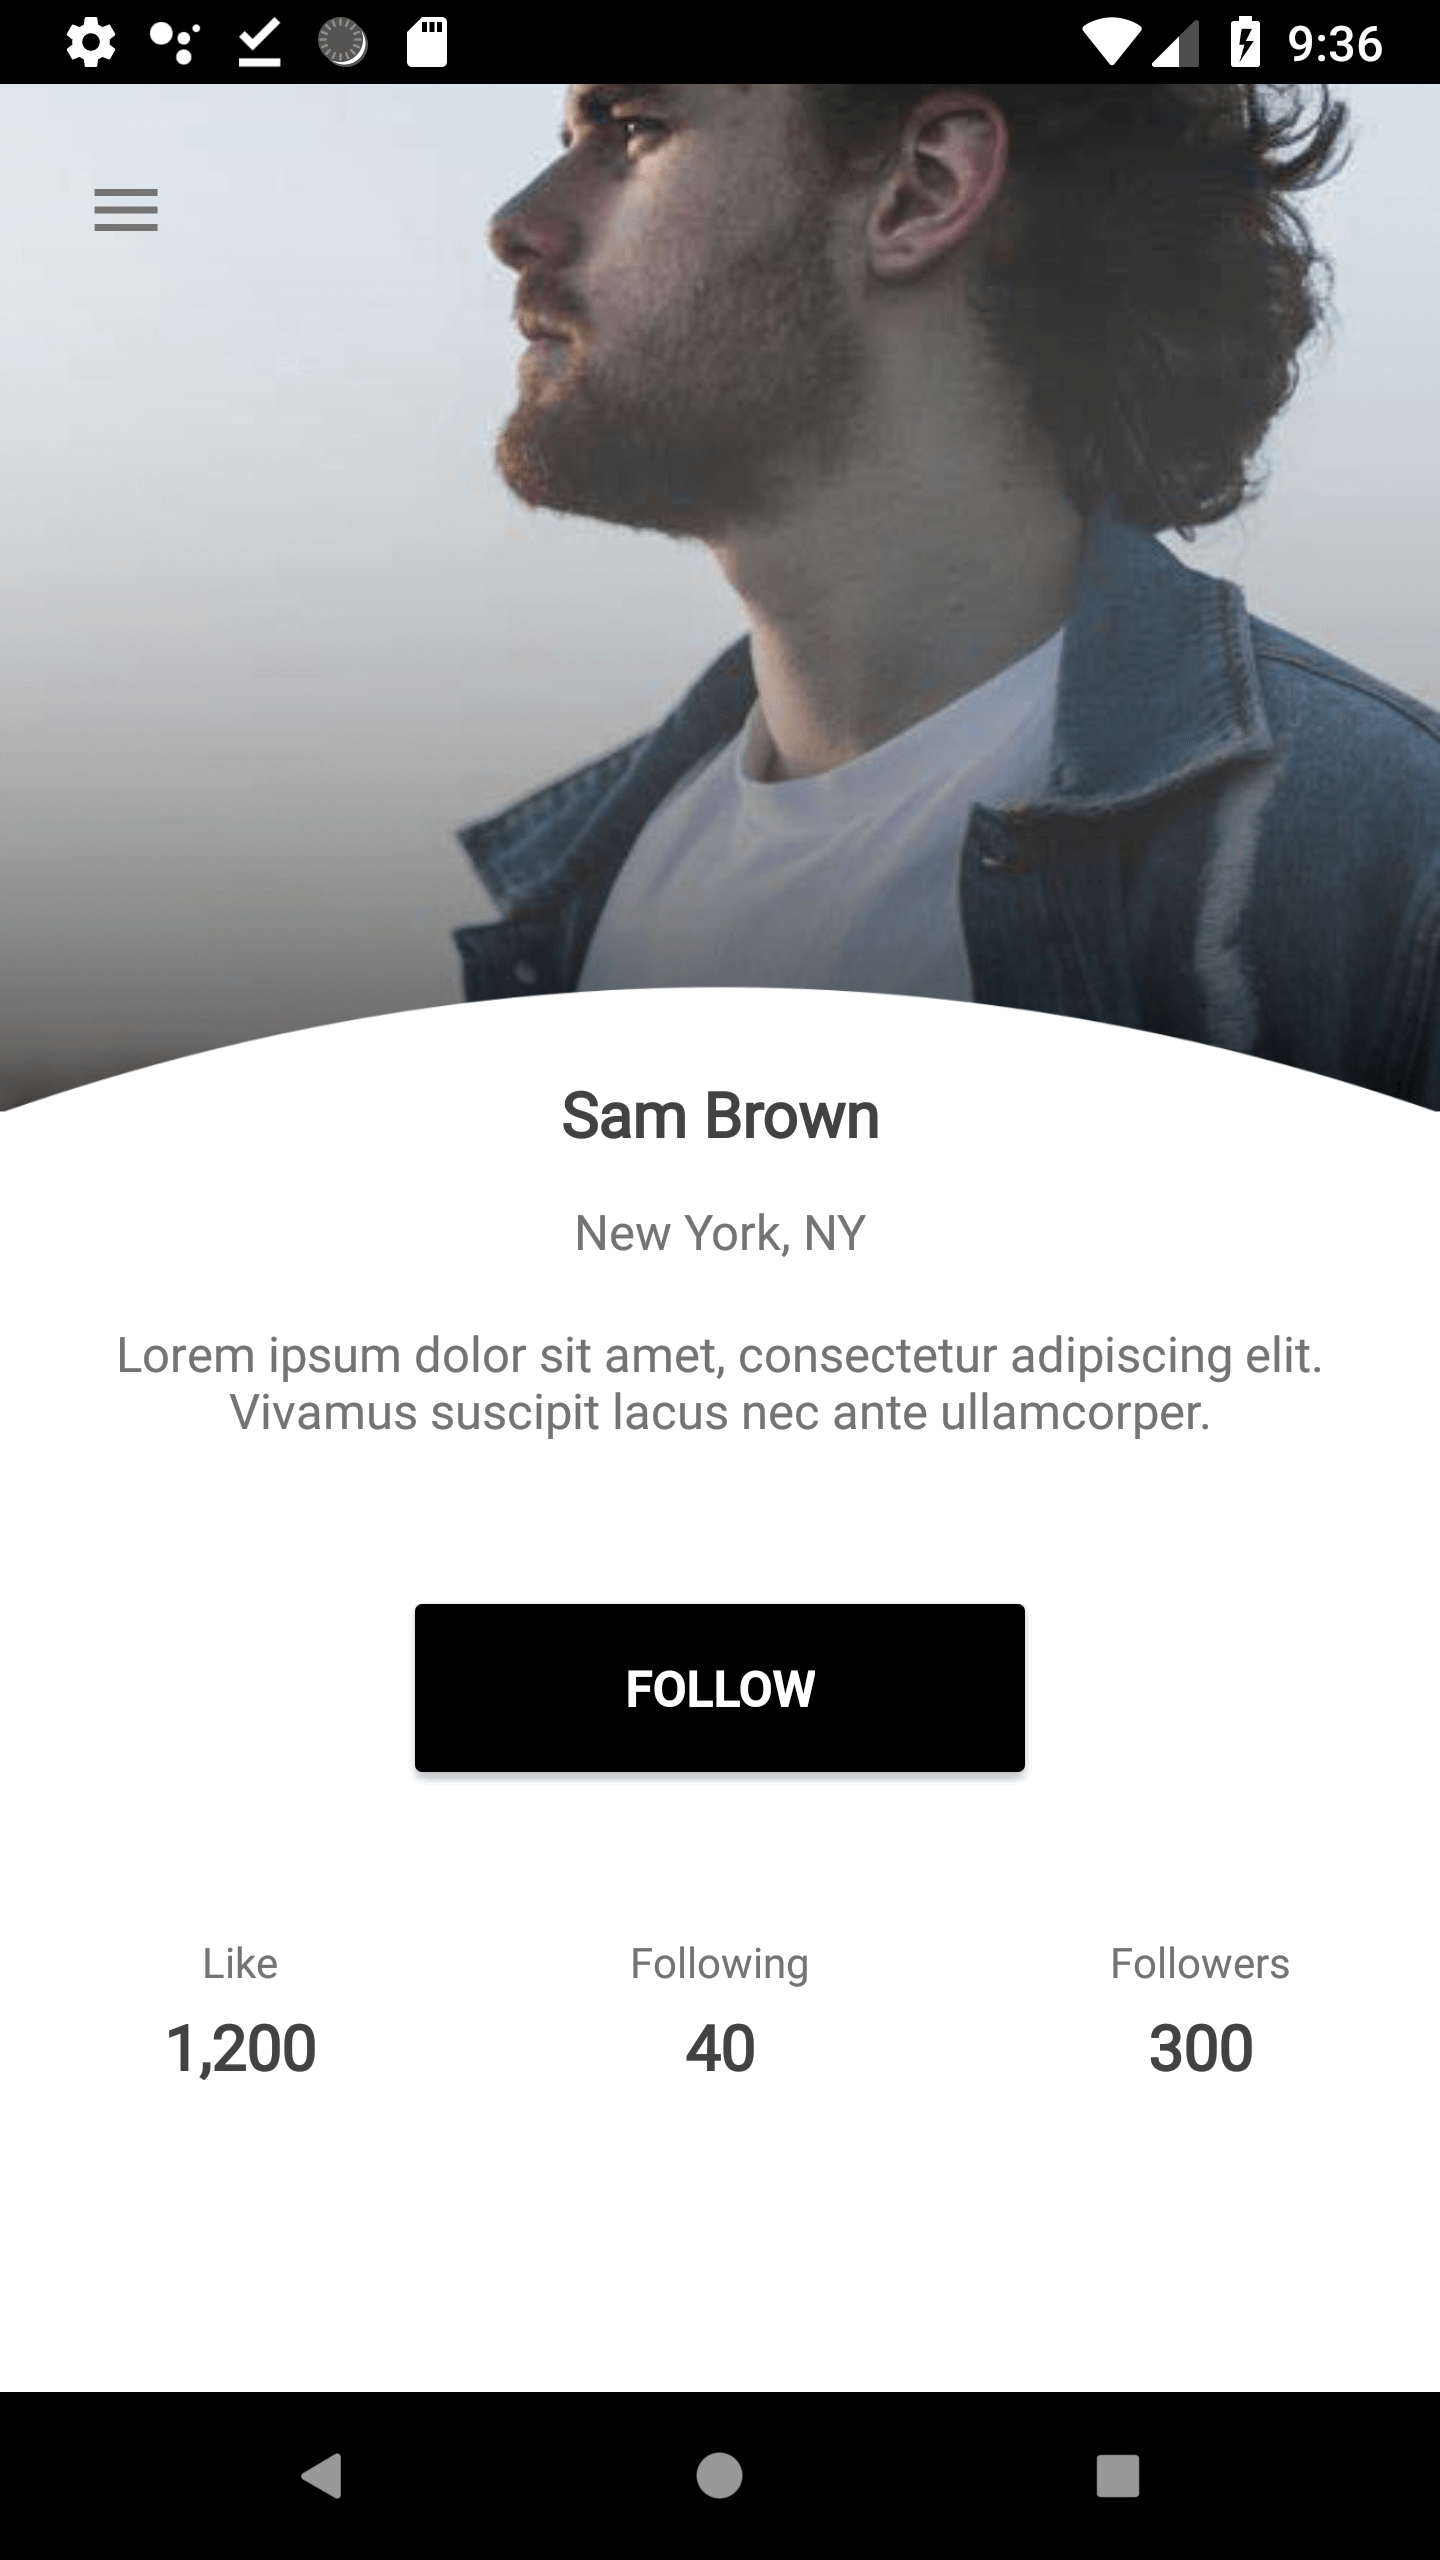 9:36
Sam Brown
New York, NY
Lorem ipsum dolor sit amet, consectetur adipiscing elit.
Vivamus suscipit lacus nec ante ullamcorper.
FOLLOW
Like Following Followers
1,200 40 300